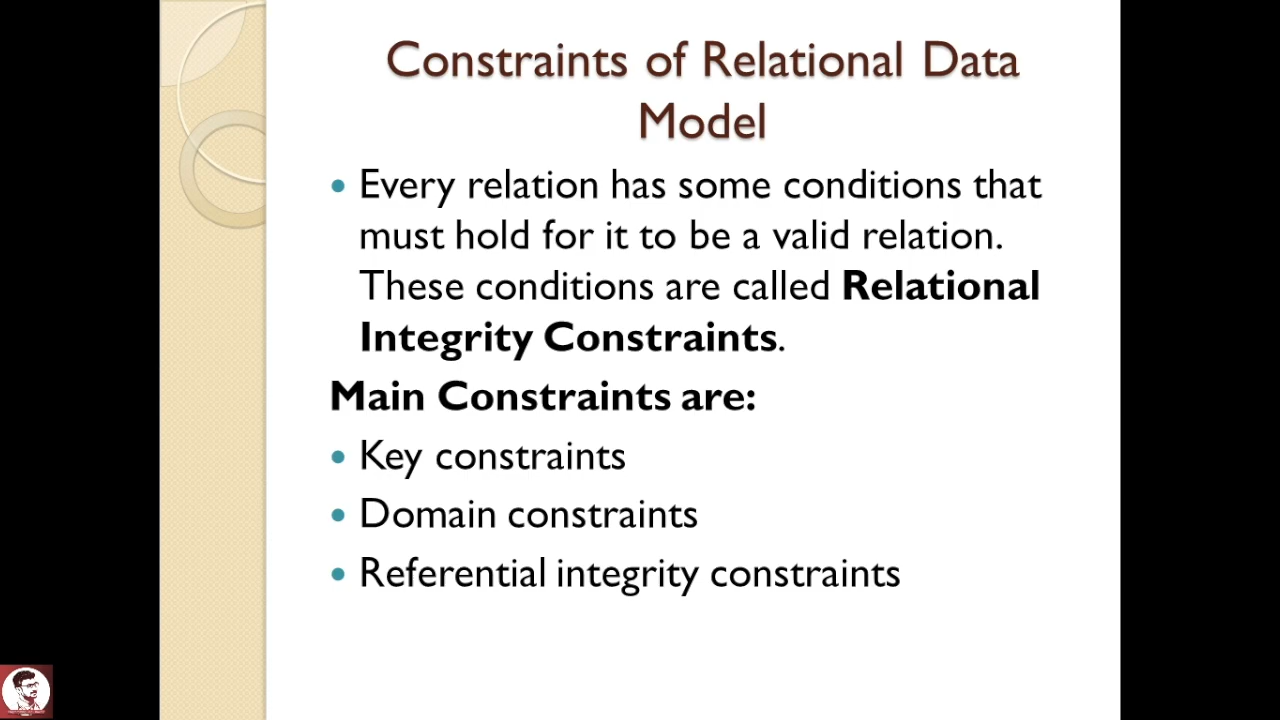 Constraints of Relational Data
Model
• Every relation has some conditions that
must hold for it to be a valid relation.
These conditions are called Relational
Integrity Constraints.
Main Constraints are:
• Key constraints
• Domain constraints
• Referential integrity constraints